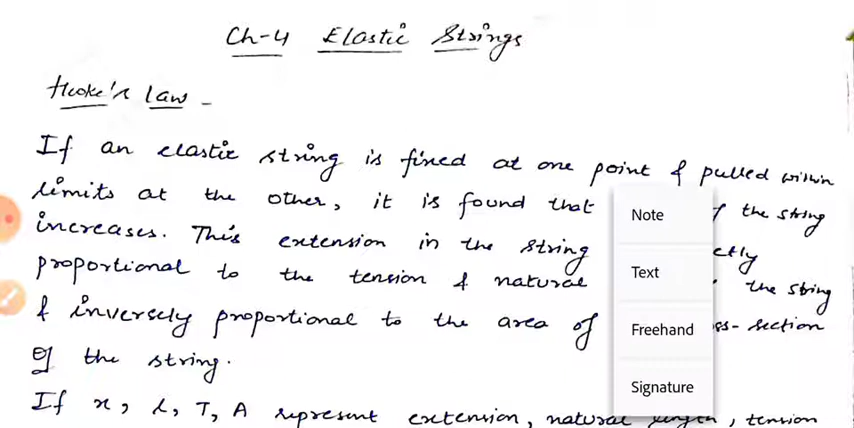 Ch-4 Elastic Strings
Hooke's Law -
If an elastic string is fixed at one point & pulled within
limits at the other, it is found that of the string
increases. This extension in the string ctly
proportional to the tension & natural the string
& inversely proportional to the area of ss-section
of the string.
If x, l, T, A represent extension, natural length, tension
Note
Text
Freehand
Signature